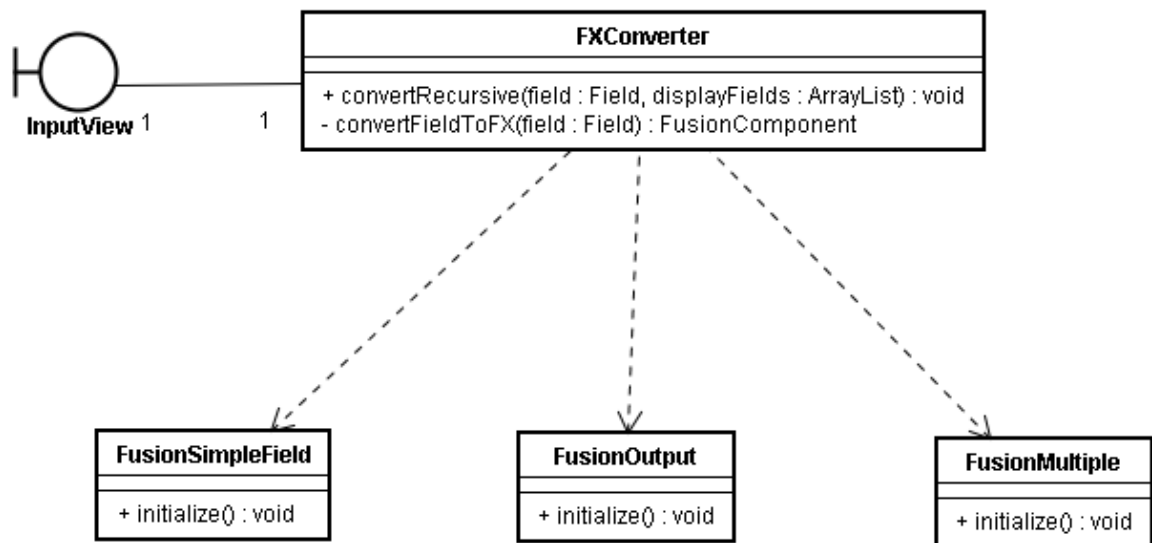 FXConverter
+ convertRecursive(field : Field, displayFields : ArrayList) : void
- convertFieldToFX(field : Field) : FusionComponent
InputView 1
1
FusionSimpleField
+ initialize() : void
FusionOutput
+ initialize() : void
FusionMultiple
+ initialize() : void